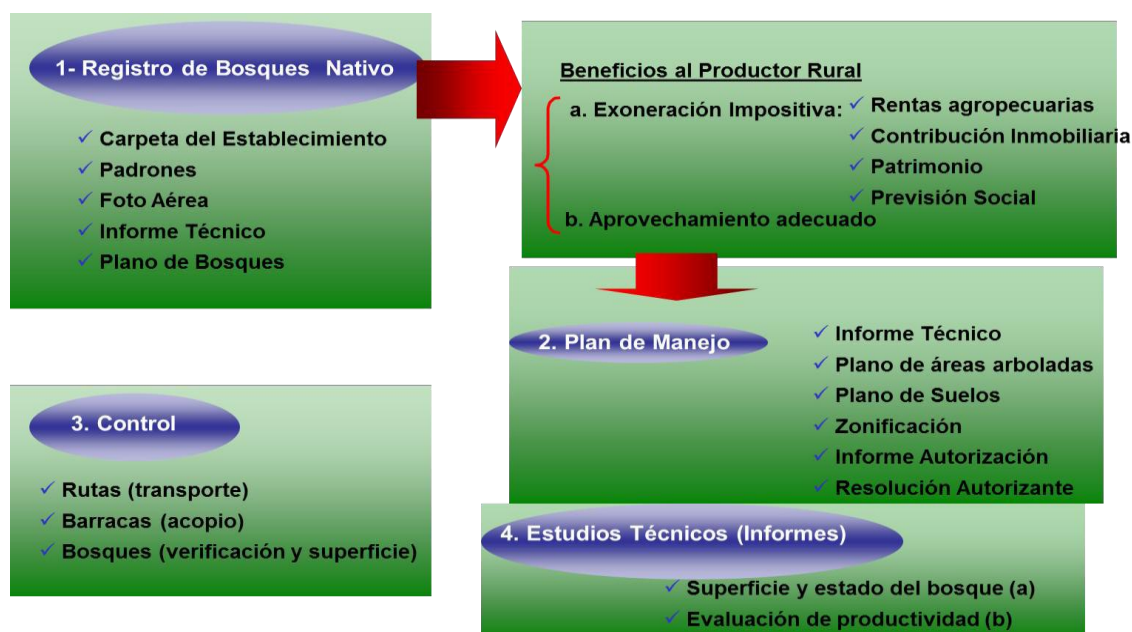 1- Registro de Bosques Nativo
Carpeta del Establecimiento
Padrones
Foto Aérea
Informe Técnico
Plano de Bosques
Beneficios al Productor Rural
a. Exoneración Impositiva:
Rentas agropecuarias
Contribución Inmobiliaria
Patrimonio
Previsión Social
b. Aprovechamiento adecuado
2. Plan de Manejo
Informe Técnico
Plano de áreas arboladas
Plano de Suelos
Zonificación
Informe Autorización
Resolución Autorizante
3. Control
Rutas (transporte)
Barracas (acopio)
Bosques (verificación y superficie)
4. Estudios Técnicos (Informes)
Superficie y estado del bosque (a)
Evaluación de productividad (b)